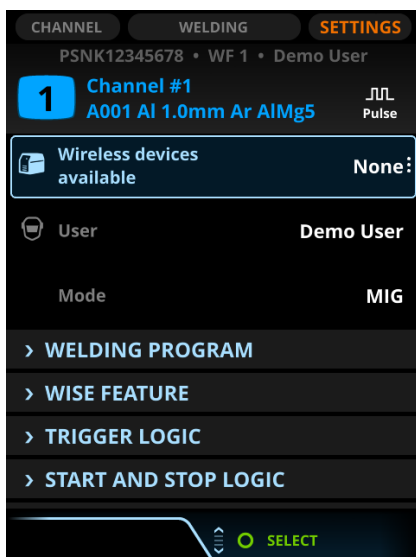 CHANNEL WELDING SETTINGS
PSNK12345678 • WF 1 • Demo User
1
Channel #1
A001 Al 1.0mm Ar AlMg5
Pulse
Wireless devices
available
None
User
Demo User
Mode
MIG
› WELDING PROGRAM
› WISE FEATURE
› TRIGGER LOGIC
› START AND STOP LOGIC
SELECT